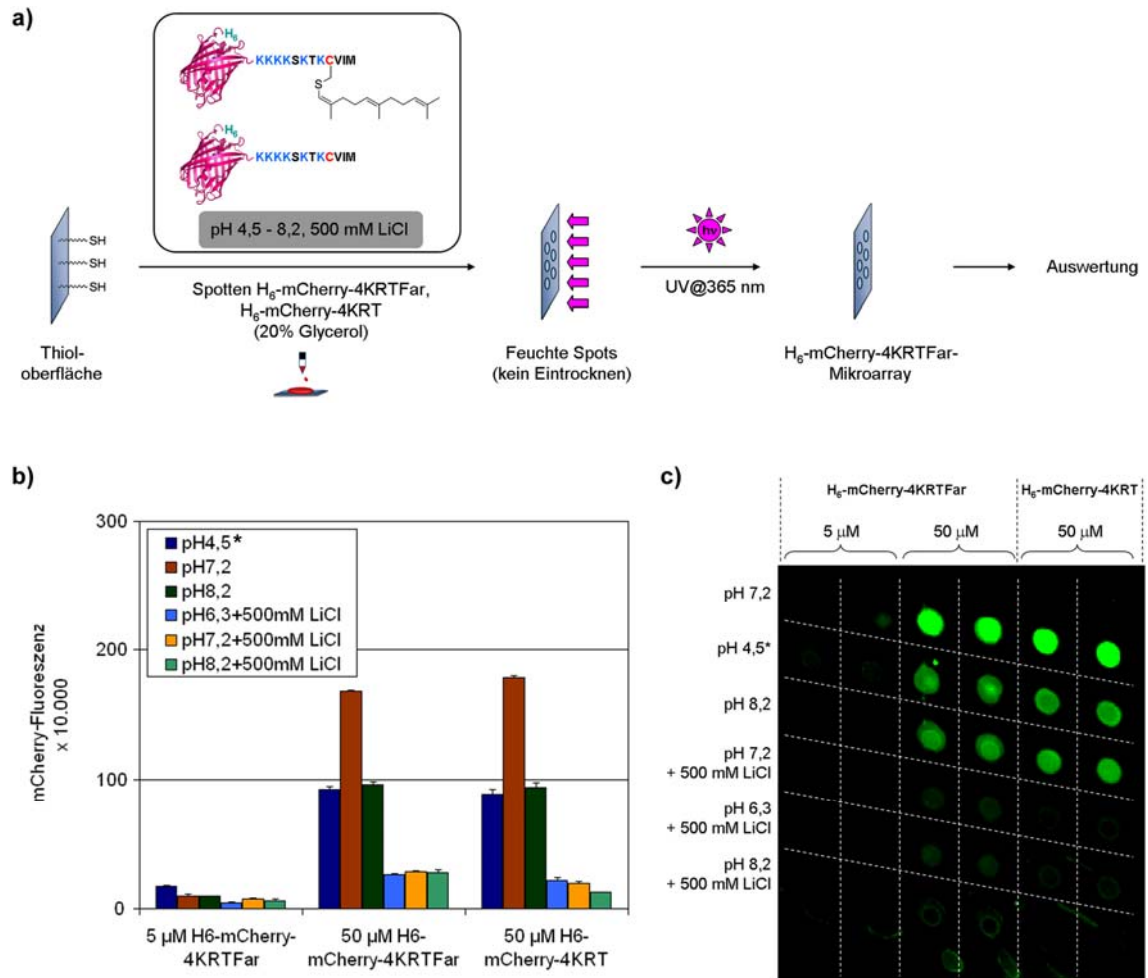 a)
H6
KKKKSKTKCVIM
S
H6
KKKKSKTKCVIM
pH 4,5 - 8,2, 500 mM LiCl
SH
SH
SH
Spotten H6-mCherry-4KRTFar,
H6-mCherry-4KRT
(20% Glycerol)
hν
UV@365 nm
Auswertung
Thiol-
oberfläche
Feuchte Spots
(kein Eintrocknen)
H6-mCherry-4KRTFar-
Mikroarray
b)
mCherry-Fluoreszenz
x 10.000
300
200
100
0
pH4,5*
pH7,2
pH8,2
pH6,3+500mM LiCl
pH7,2+500mM LiCl
pH8,2+500mM LiCl
5 µM H6-mCherry-
4KRTFar
50 µM H6-
mCherry-4KRTFar
50 µM H6-
mCherry-4KRT
c)
H6-mCherry-4KRTFar
H6-mCherry-4KRT
5 µM
50 µM
50 µM
pH 7,2
pH 4,5*
pH 8,2
pH 7,2
+ 500 mM LiCl
pH 6,3
+ 500 mM LiCl
pH 8,2
+ 500 mM LiCl